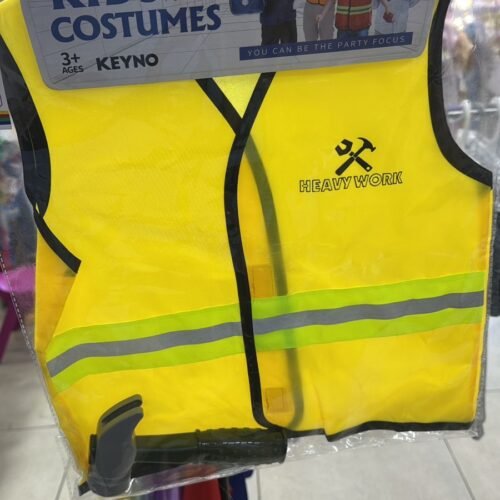 COSTUMES
3+
AGES
KEYNO
YOU CAN BE THE PARTY FOCUS
HEAVY WORK